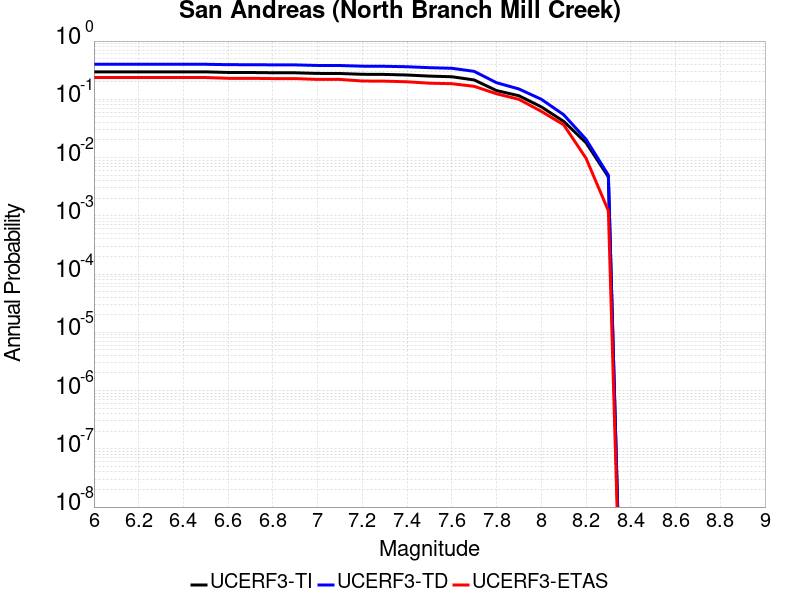 San Andreas (North Branch Mill Creek)
10^0
10^-1
10^-2
10^-3
10^-4
10^-5
10^-6
10^-7
10^-8
Annual Probability
6 6.2 6.4 6.6 6.8 7 7.2 7.4 7.6 7.8 8 8.2 8.4 8.6 8.8 9
Magnitude
UCERF3-TI UCERF3-TD UCERF3-ETAS